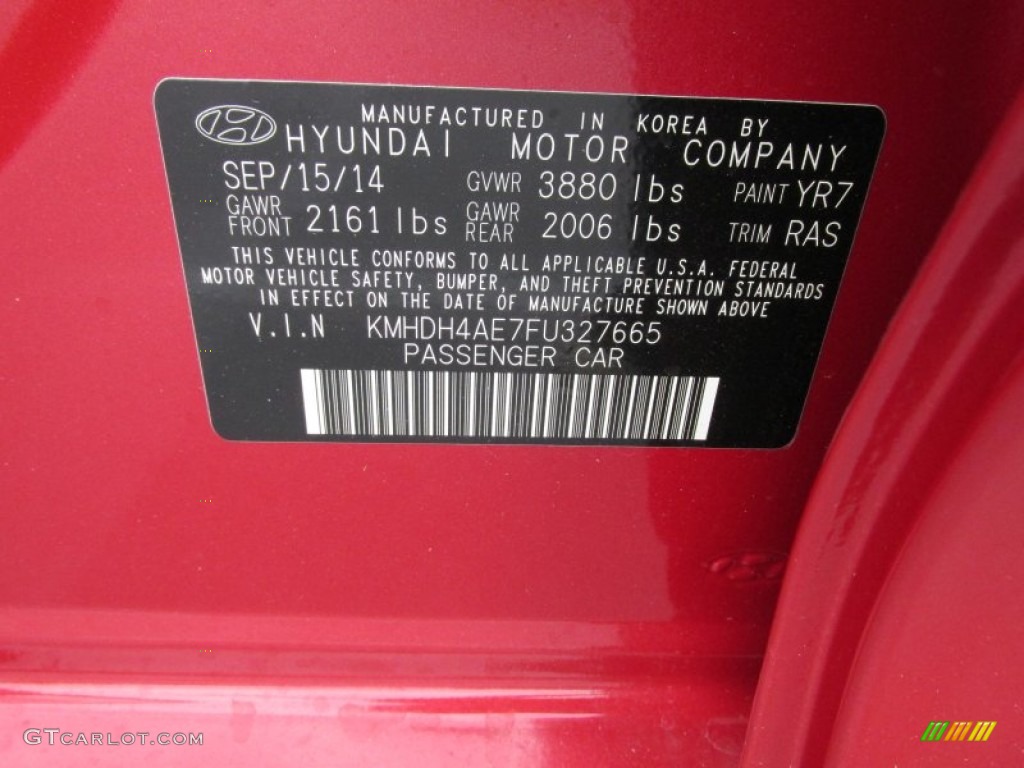 MANUFACTURED IN KOREA BY
HYUNDAI MOTOR COMPANY
SEP/15/14 GVWR 3880 lbs PAINT YR7
GAWR FRONT 2161 lbs GAWR REAR 2006 lbs TRIM RAS
THIS VEHICLE CONFORMS TO ALL APPLICABLE U.S.A. FEDERAL
MOTOR VEHICLE SAFETY, BUMPER, AND THEFT PREVENTION STANDARDS
IN EFFECT ON THE DATE OF MANUFACTURE SHOWN ABOVE
V.I.N KMHDH4AE7FU327665
PASSENGER CAR
GTCARLOT.COM